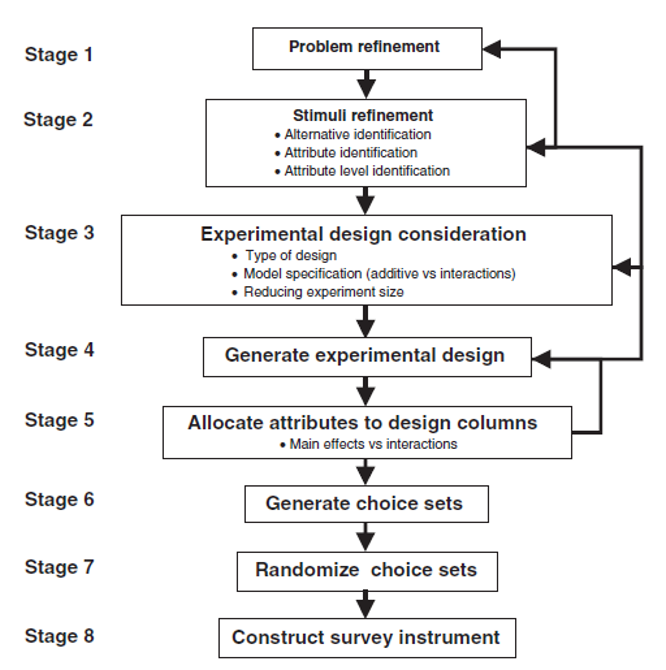 Stage 1
Problem refinement
Stage 2
Stimuli refinement
• Alternative identification
• Attribute identification
• Attribute level identification
Stage 3
Experimental design consideration
• Type of design
• Model specification (additive vs interactions)
• Reducing experiment size
Stage 4
Generate experimental design
Stage 5
Allocate attributes to design columns
• Main effects vs interactions
Stage 6
Generate choice sets
Stage 7
Randomize choice sets
Stage 8
Construct survey instrument